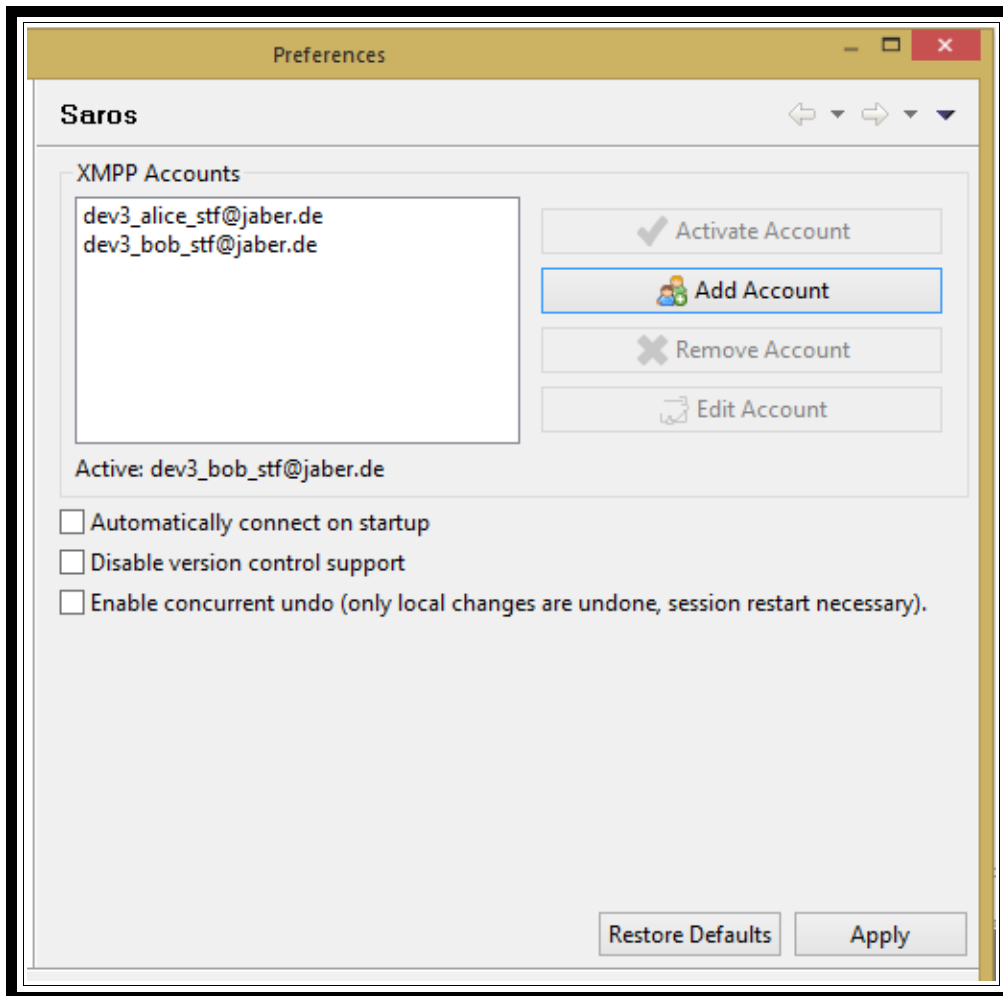 Preferences
Saros
XMPP Accounts
dev3_alice_stf@jaber.de
dev3_bob_stf@jaber.de
Activate Account
Add Account
Remove Account
Edit Account
Active: dev3_bob_stf@jaber.de
Automatically connect on startup
Disable version control support
Enable concurrent undo (only local changes are undone, session restart necessary).
Restore Defaults
Apply